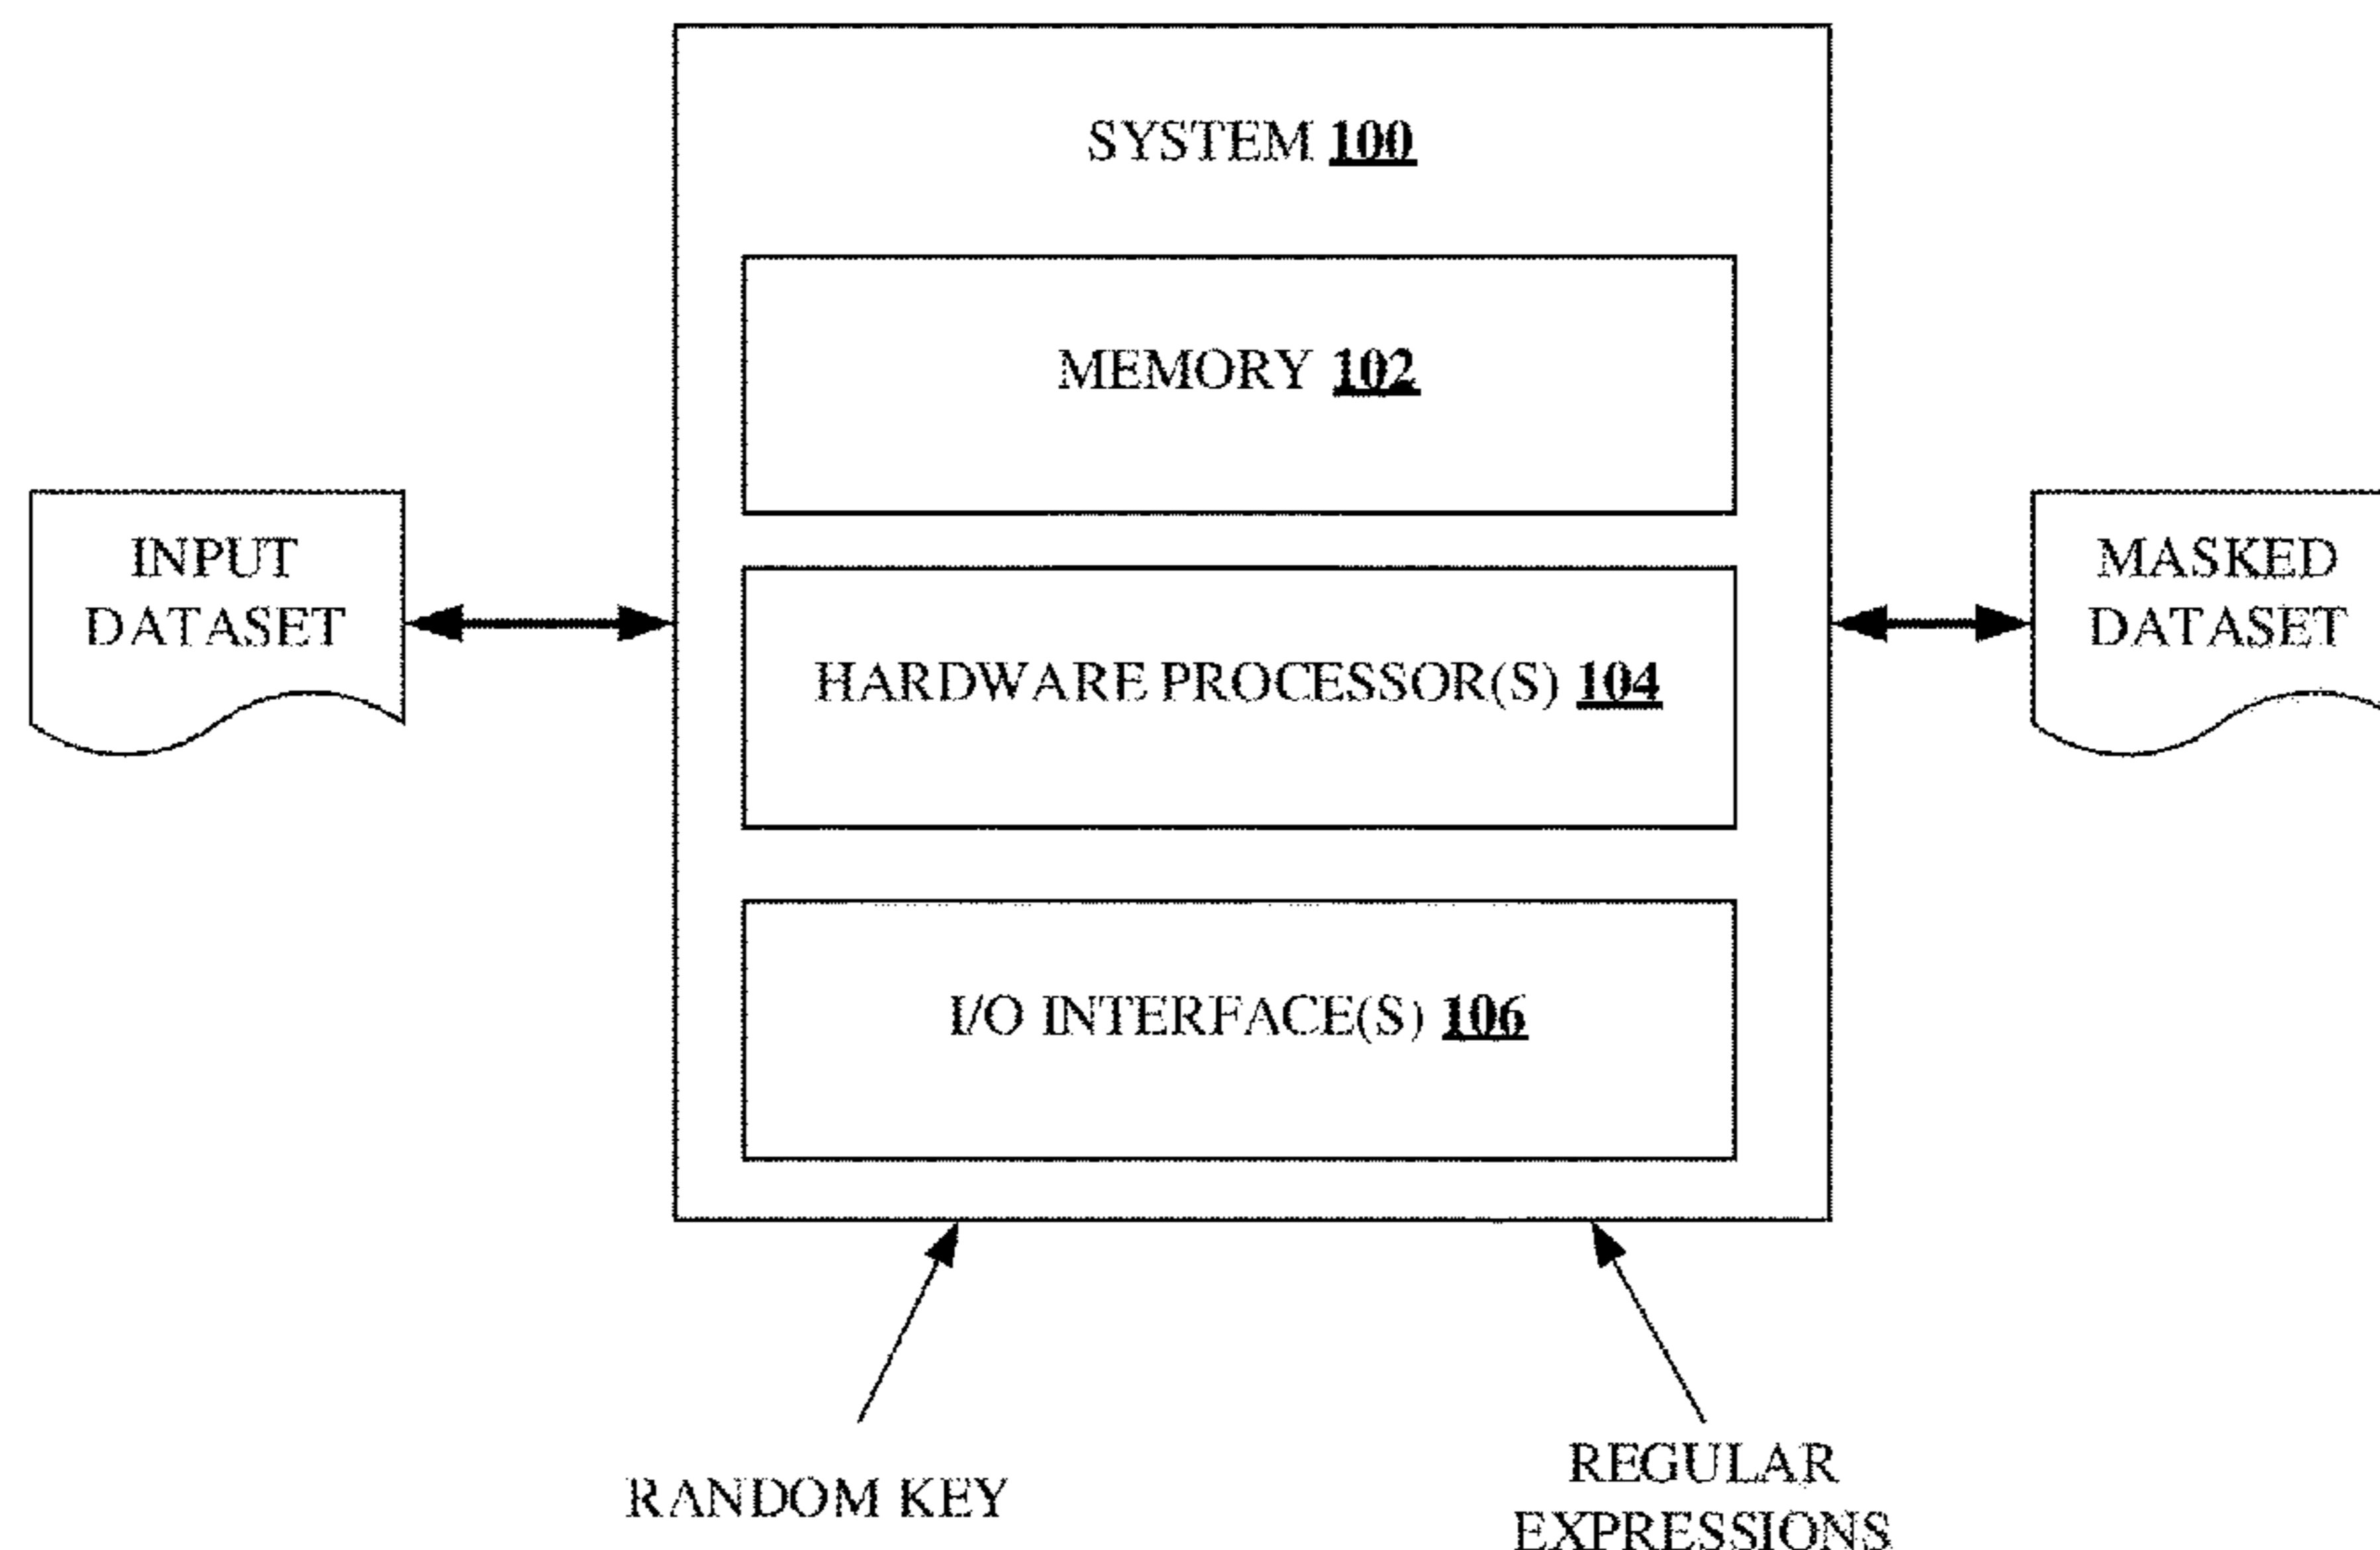 SYSTEM 100
MEMORY 102
INPUT
DATASET
MASKED
DATASET
HARDWARE PROCESSOR(S) 104
I/O INTERFACE(S) 106
RANDOM KEY
REGULAR
EXPRESSIONS